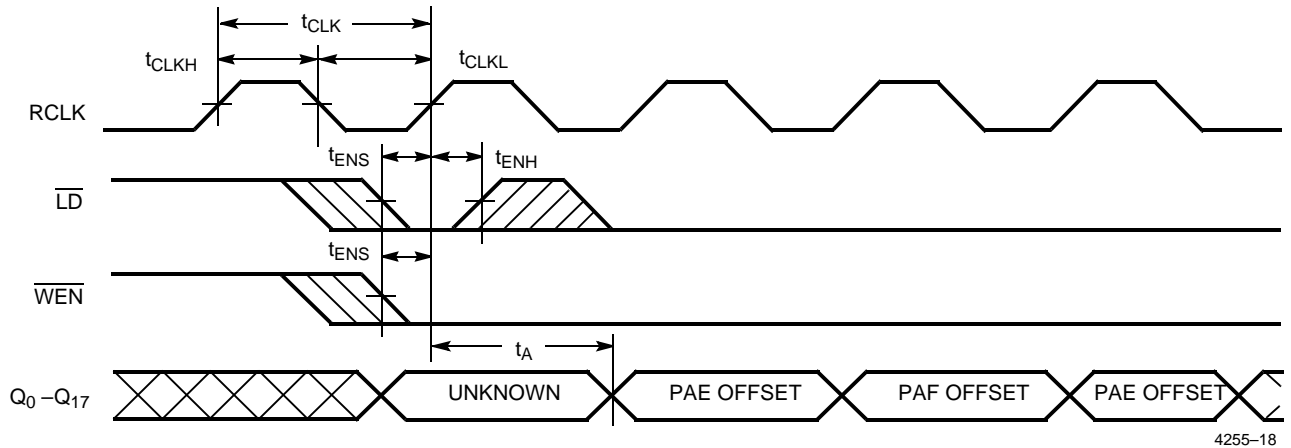 tCLK
tCLKH
tCLKL
RCLK
tENS
tENH
LD
tENS
WEN
tA
Q0 –Q17
UNKNOWN
PAE OFFSET
PAF OFFSET
PAE OFFSET
4255–18